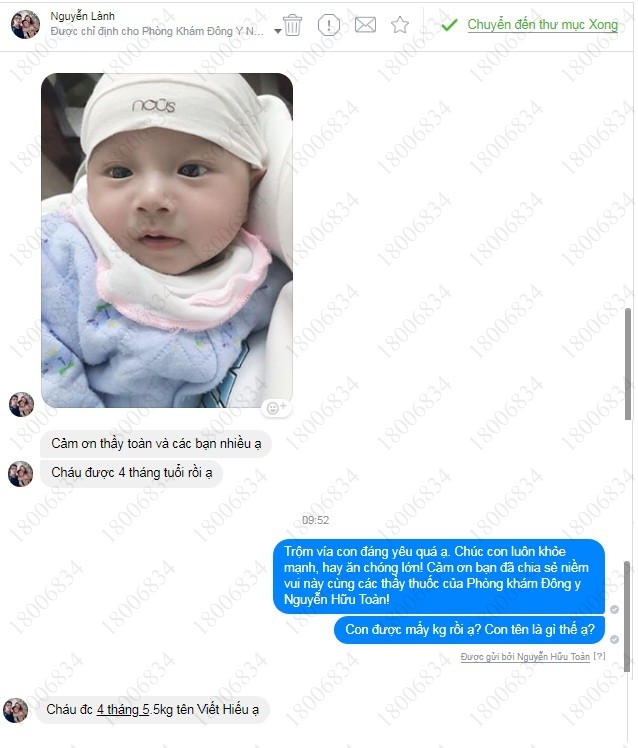 Nguyễn Lành
Được chỉ định cho Phòng Khám Đông Y N...
Chuyển đến thư mục Xong
noũs
Cảm ơn thầy toàn và các bạn nhiều ạ
Cháu được 4 tháng tuổi rồi ạ
09:52
Trộm vía con đáng yêu quá ạ. Chúc con luôn khỏe
mạnh, hay ăn chóng lớn! Cảm ơn bạn đã chia sẻ niềm
vui này cùng các thầy thuốc của Phòng khám Đông y
Nguyễn Hữu Toàn!
Con được mấy kg rồi ạ? Con tên là gì thế ạ?
Được gửi bởi Nguyễn Hữu Toàn [?]
Cháu đc 4 tháng 5.5kg tên Viết Hiếu ạ
18006834